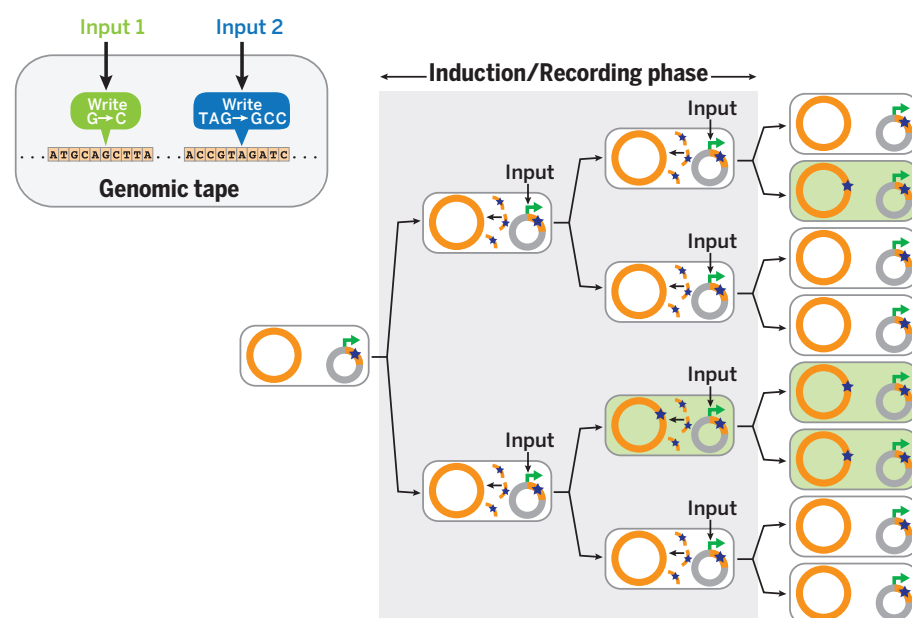 Input 1 Input 2
Write
G→C
Write
TAG→GCC
...ATGCAGCTTA...ACCGTAGATC...
Genomic tape
Induction/Recording phase
Input
Input
Input
Input
Input
Input